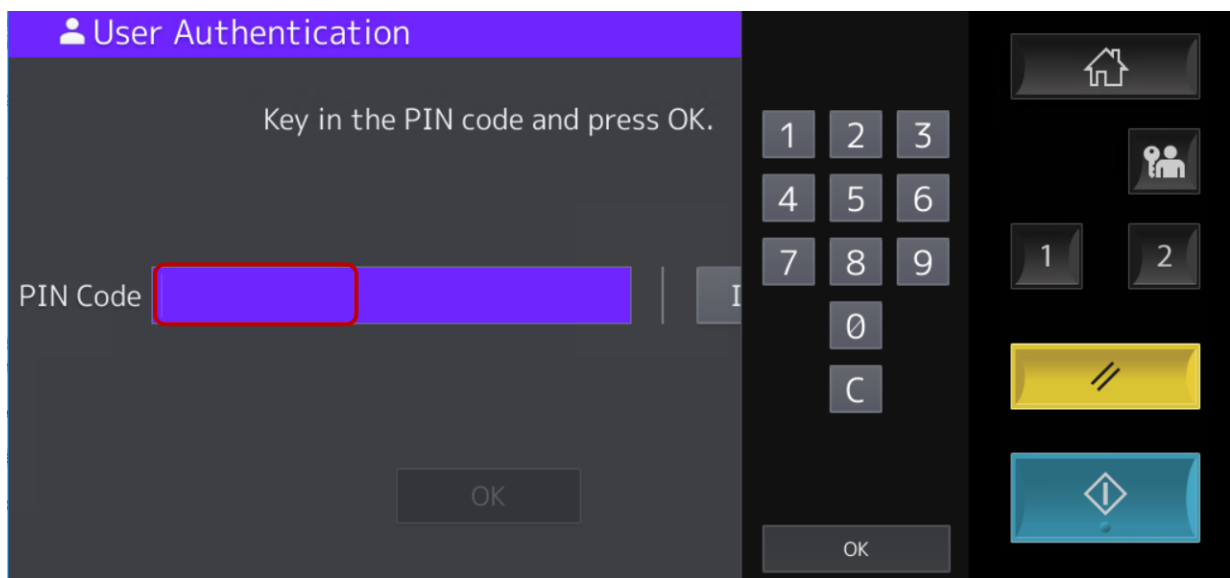 User Authentication
Key in the PIN code and press OK.
PIN Code
I
OK
1 2 3
4 5 6
7 8 9
0
C
OK
1 2